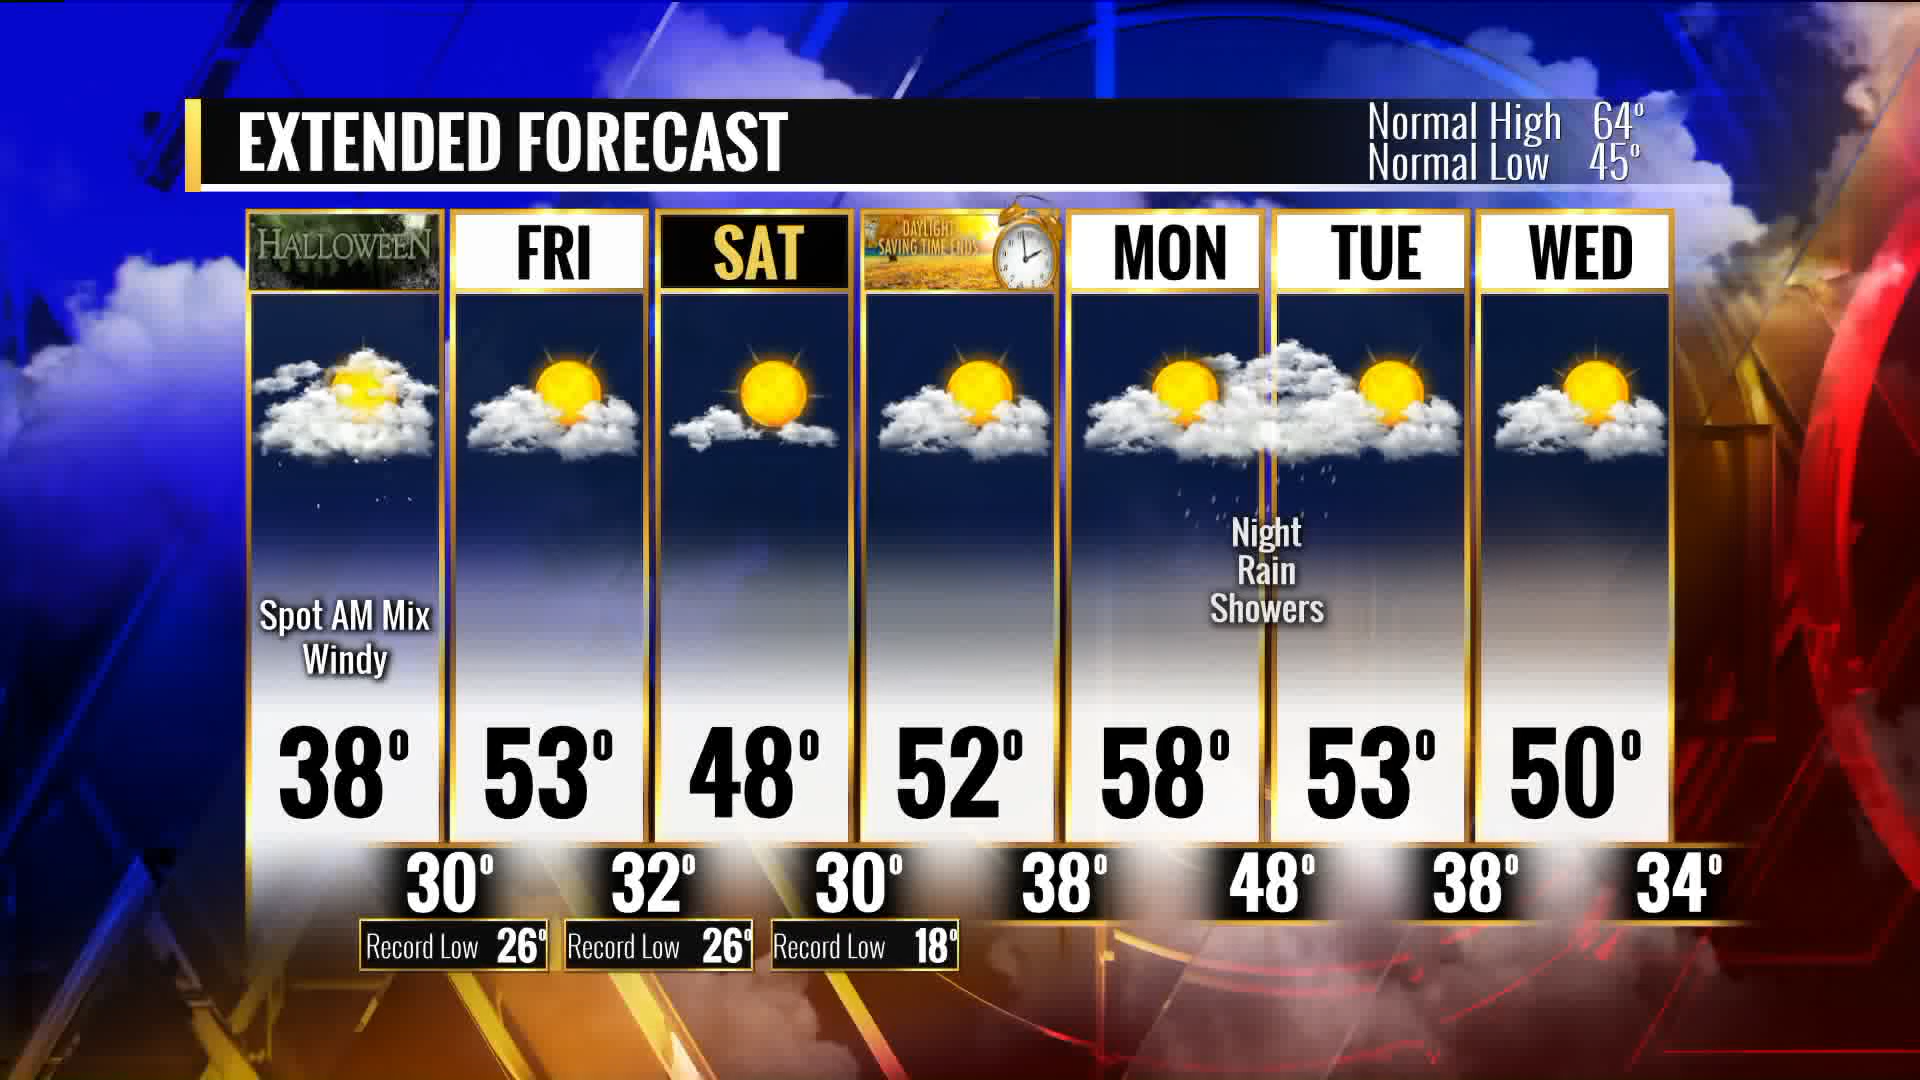 EXTENDED FORECAST
Normal High 64°
Normal Low 45°
HALLOWEEN
FRI
SAT
DAYLIGHT
SAVING TIME ENDS
MON
TUE
WED
Spot AM Mix
Windy
Night
Rain
Showers
38° 53° 48° 52° 58° 53° 50°
30° 32° 30° 38° 48° 38° 34°
Record Low 26°
Record Low 26°
Record Low 18°